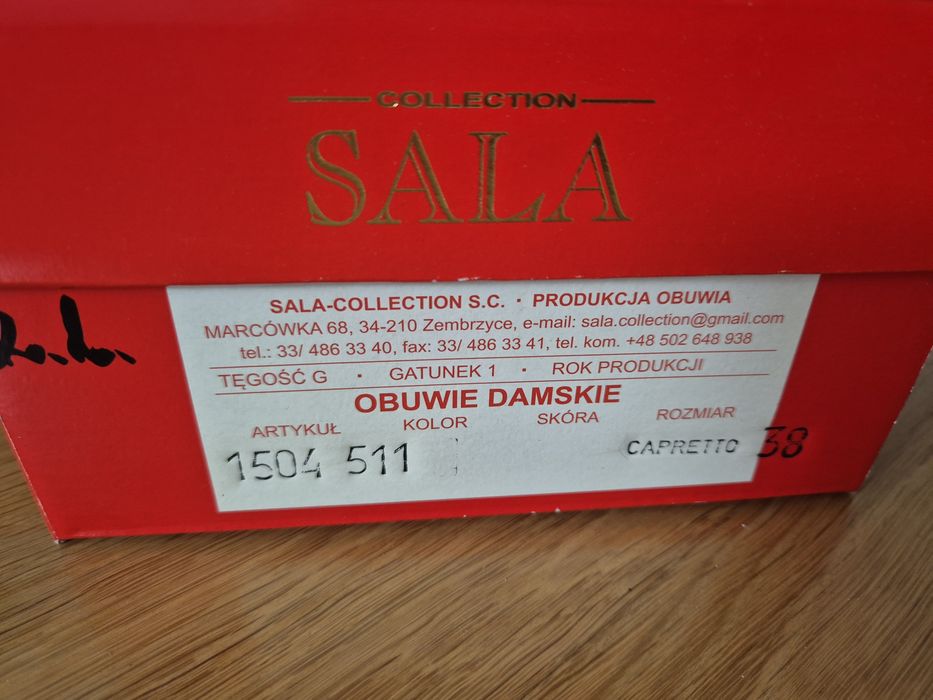 COLLECTION
SALA
SALA-COLLECTION S.C. · PRODUKCJA OBUWIA
MARCÓWKA 68, 34-210 Zembrzyce, e-mail: sala.collection@gmail.com
tel.: 33/ 486 33 40, fax: 33/ 486 33 41, tel. kom. +48 502 648 938
TĘGOŚĆ G · GATUNEK 1 · ROK PRODUKCJI
OBUWIE DAMSKIE
ARTYKUŁ KOLOR SKÓRA ROZMIAR
1504 511 CAPRETTO 38